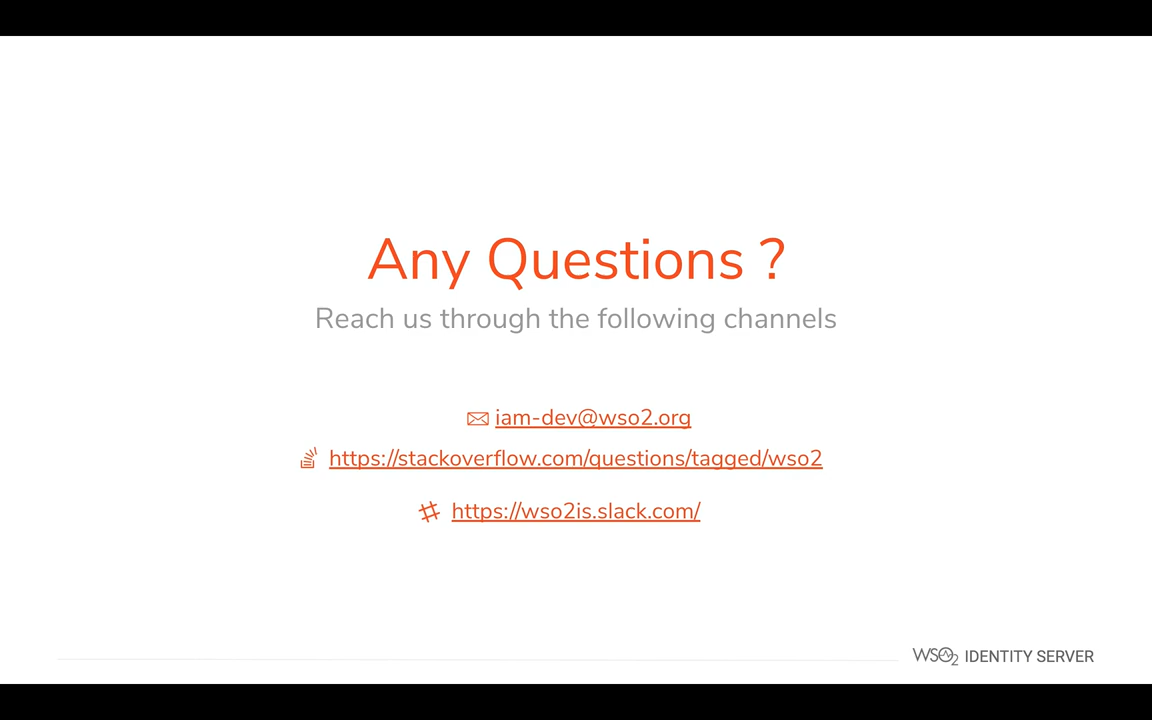 Any Questions ?
Reach us through the following channels
iam-dev@wso2.org
https://stackoverflow.com/questions/tagged/wso2
https://wso2is.slack.com/
WSO2 IDENTITY SERVER